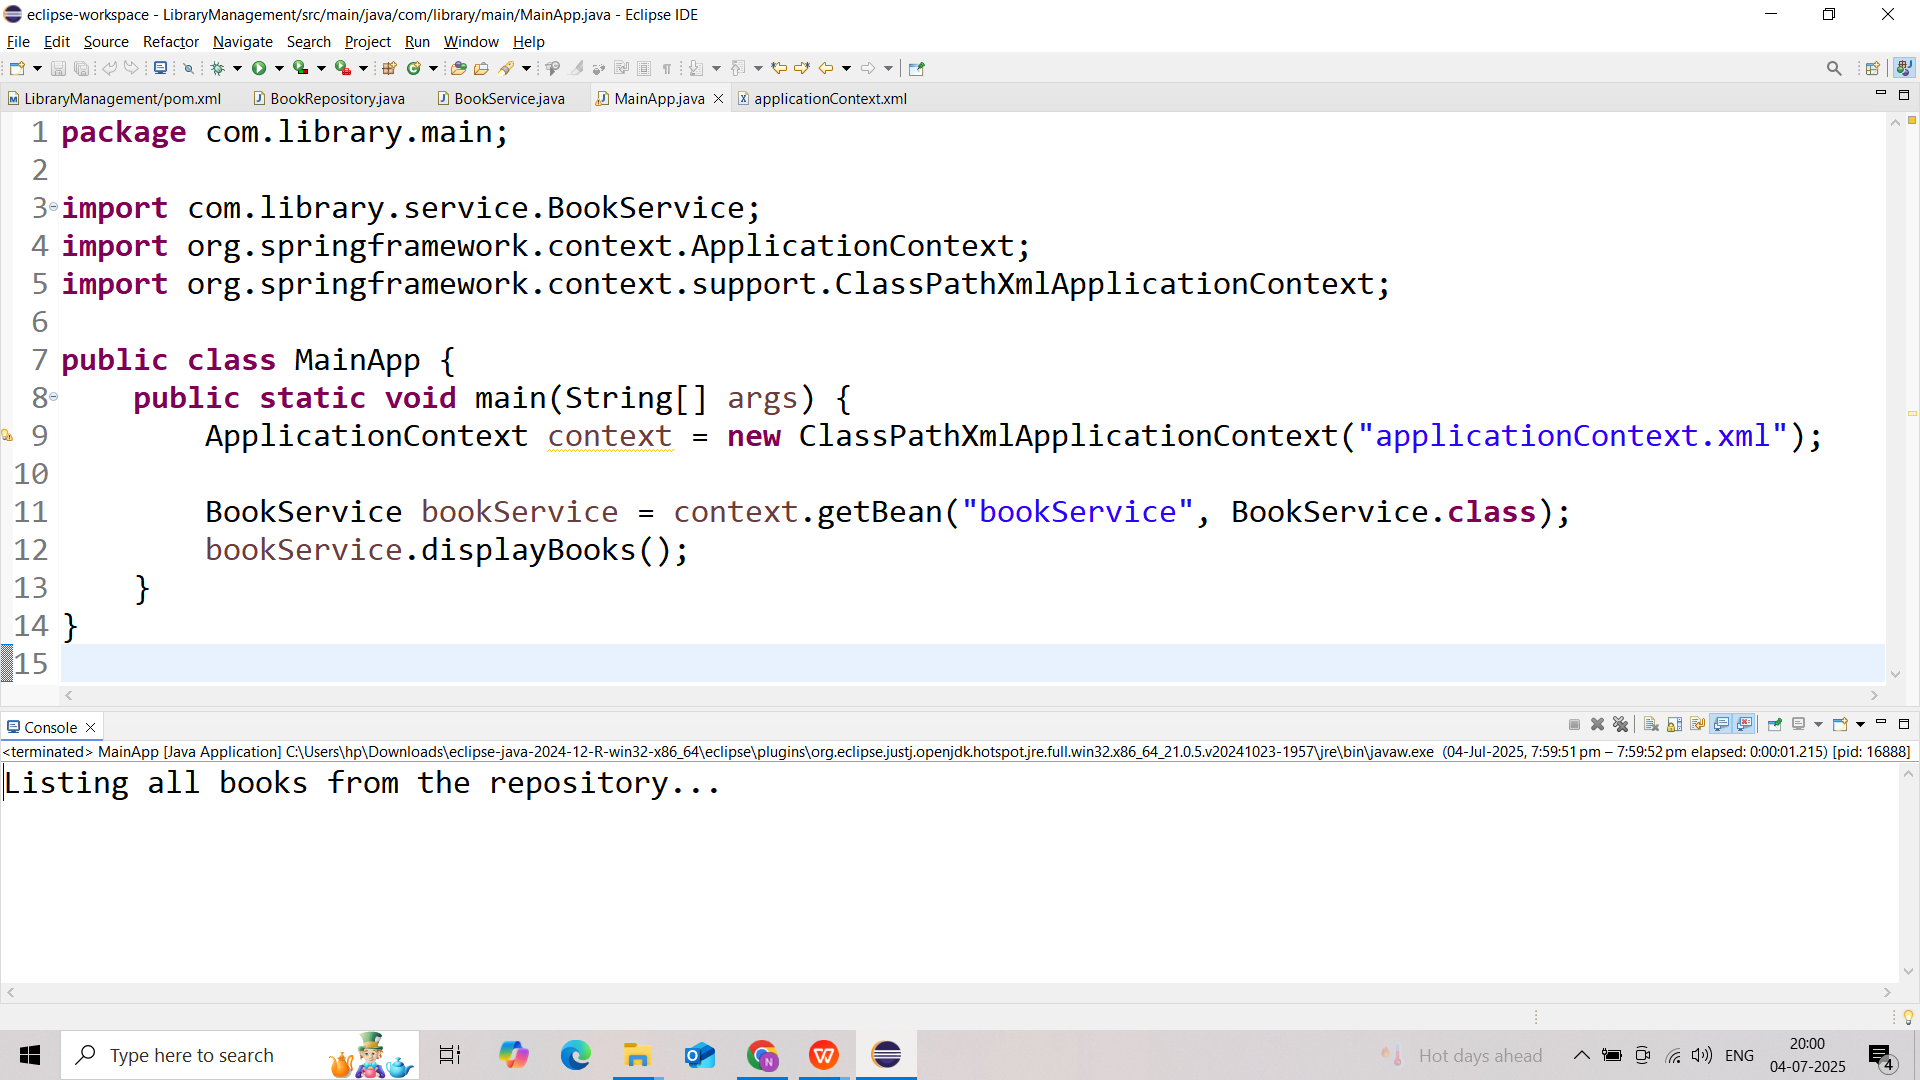 eclipse-workspace - LibraryManagement/src/main/java/com/library/main/MainApp.java - Eclipse IDE
File Edit Source Refactor Navigate Search Project Run Window Help
LibraryManagement/pom.xml BookRepository.java BookService.java MainApp.java applicationContext.xml
1 package com.library.main;
2
3 import com.library.service.BookService;
4 import org.springframework.context.ApplicationContext;
5 import org.springframework.context.support.ClassPathXmlApplicationContext;
6
7 public class MainApp {
8     public static void main(String[] args) {
9         ApplicationContext context = new ClassPathXmlApplicationContext("applicationContext.xml");
10
11         BookService bookService = context.getBean("bookService", BookService.class);
12         bookService.displayBooks();
13     }
14 }
15
Console
<terminated> MainApp [Java Application] C:\Users\hp\Downloads\eclipse-java-2024-12-R-win32-x86_64\eclipse\plugins\org.eclipse.justj.openjdk.hotspot.jre.full.win32.x86_64_21.0.5.v20241023-1957\jre\bin\javaw.exe (04-Jul-2025, 7:59:51 pm – 7:59:52 pm elapsed: 0:00:01.215) [pid: 16888]
Listing all books from the repository...
Type here to search
Hot days ahead
ENG
20:00
04-07-2025
4